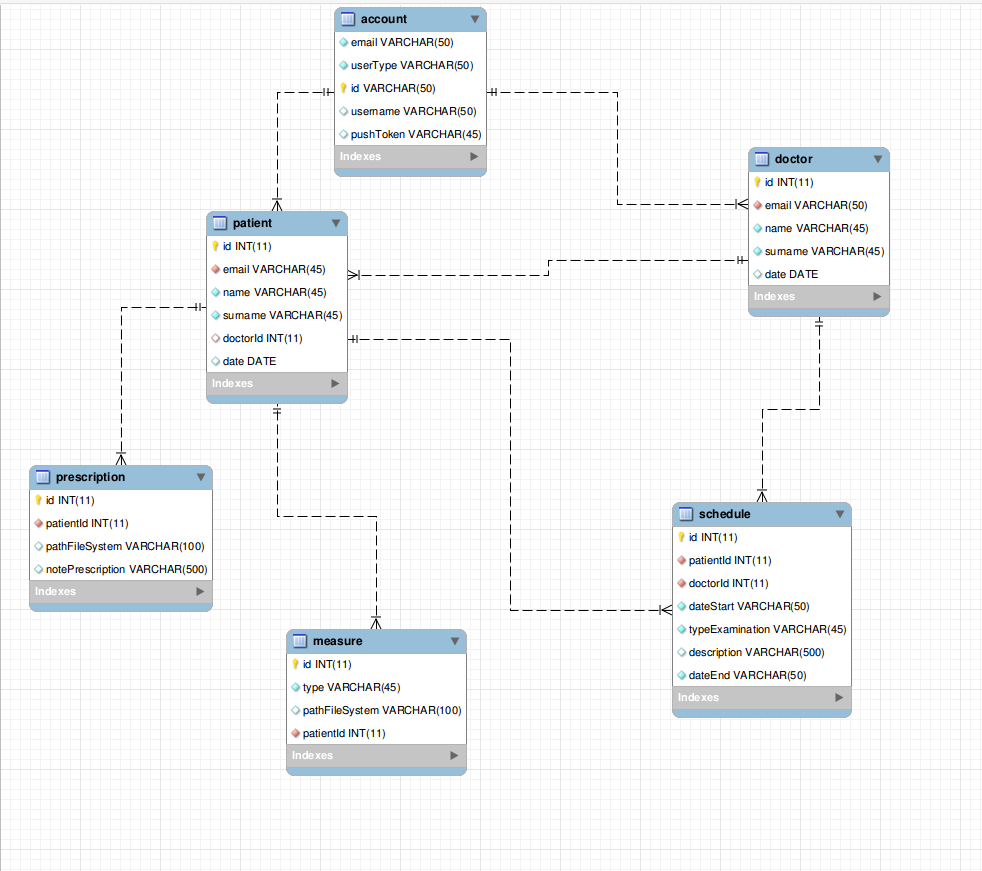 account
email VARCHAR(50)
userType VARCHAR(50)
id VARCHAR(50)
username VARCHAR(50)
pushToken VARCHAR(45)
Indexes
doctor
id INT(11)
email VARCHAR(50)
name VARCHAR(45)
surname VARCHAR(45)
date DATE
Indexes
patient
id INT(11)
email VARCHAR(45)
name VARCHAR(45)
surname VARCHAR(45)
doctorId INT(11)
date DATE
Indexes
prescription
id INT(11)
patientId INT(11)
pathFileSystem VARCHAR(100)
notePrescription VARCHAR(500)
Indexes
schedule
id INT(11)
patientId INT(11)
doctorId INT(11)
dateStart VARCHAR(50)
typeExamination VARCHAR(45)
description VARCHAR(500)
dateEnd VARCHAR(50)
Indexes
measure
id INT(11)
type VARCHAR(45)
pathFileSystem VARCHAR(100)
patientId INT(11)
Indexes